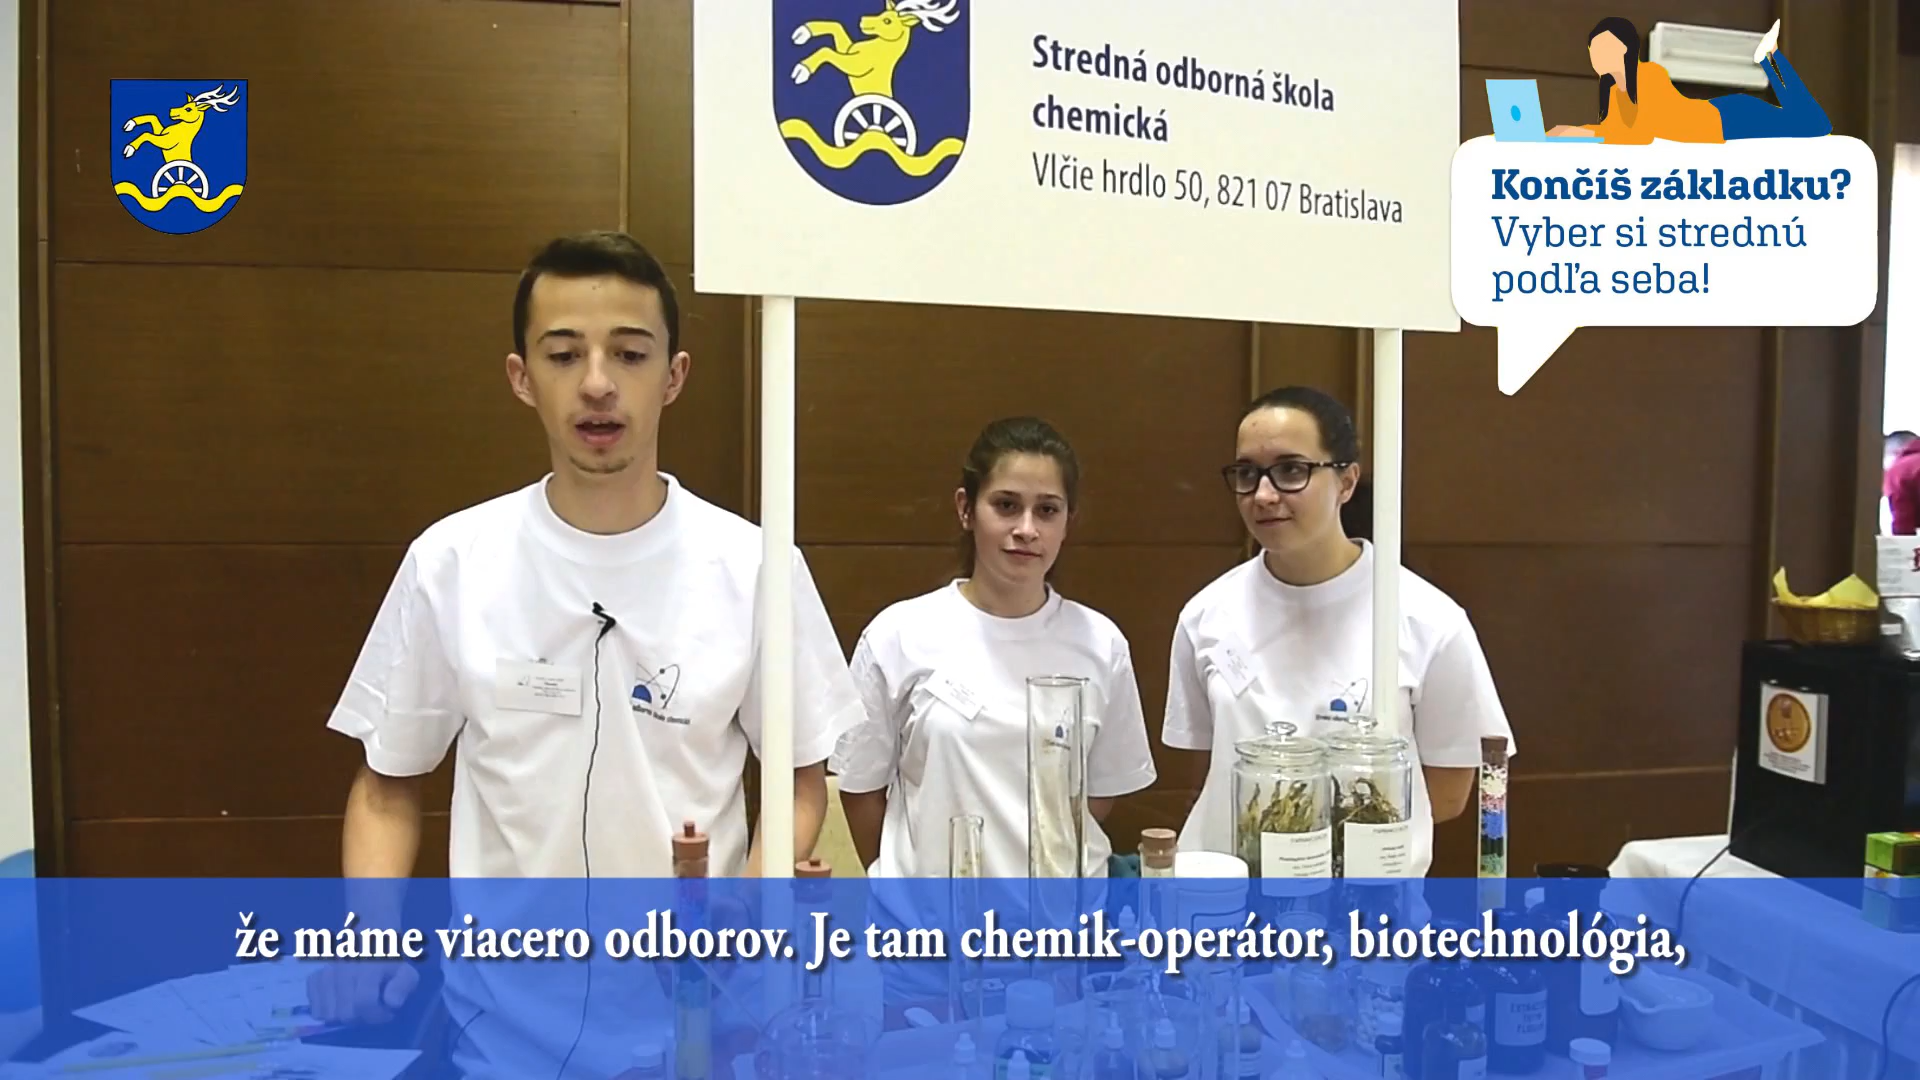 Stredná odborná škola
chemická
Vlčie hrdlo 50, 821 07 Bratislava
Končíš základku?
Vyber si strednú
podľa seba!
že máme viacero odborov. Je tam chemik-operátor, biotechnológia,